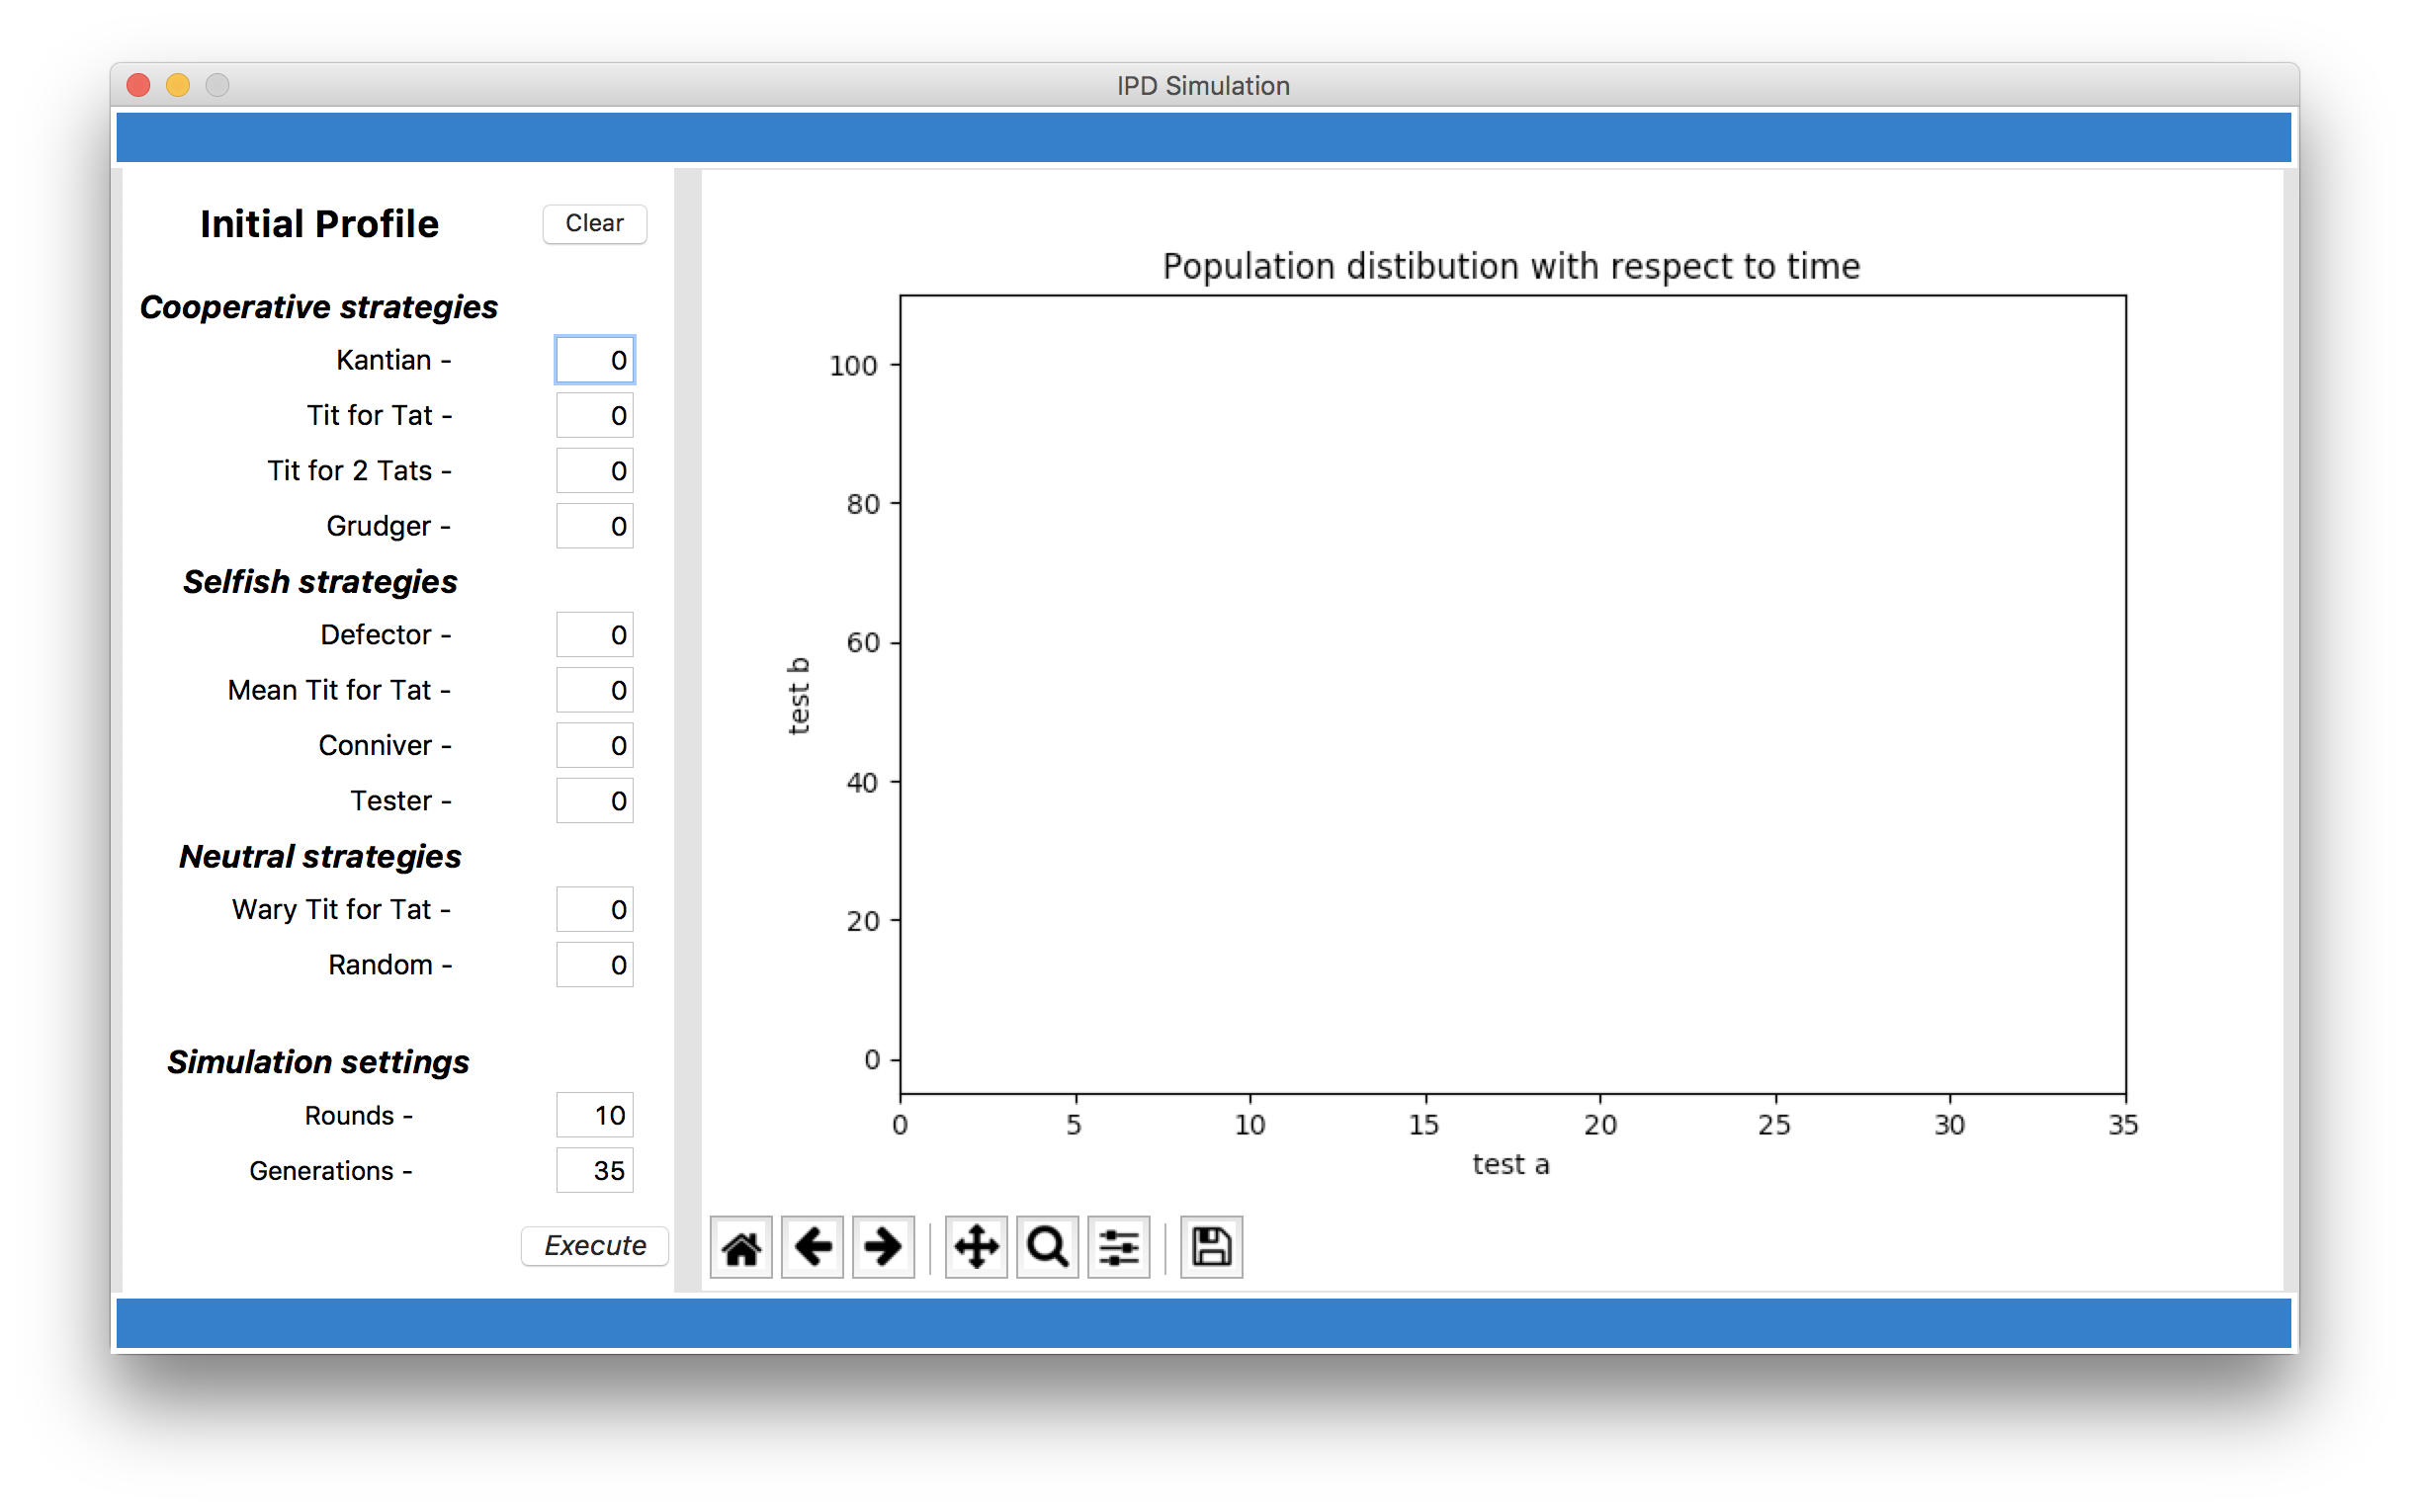 IPD Simulation
Initial Profile
Clear
Cooperative strategies
Kantian - 0
Tit for Tat - 0
Tit for 2 Tats - 0
Grudger - 0
Selfish strategies
Defector - 0
Mean Tit for Tat - 0
Conniver - 0
Tester - 0
Neutral strategies
Wary Tit for Tat - 0
Random - 0
Simulation settings
Rounds - 10
Generations - 35
Execute
Population distibution with respect to time
100
80
60
40
20
0
test b
0 5 10 15 20 25 30 35
test a